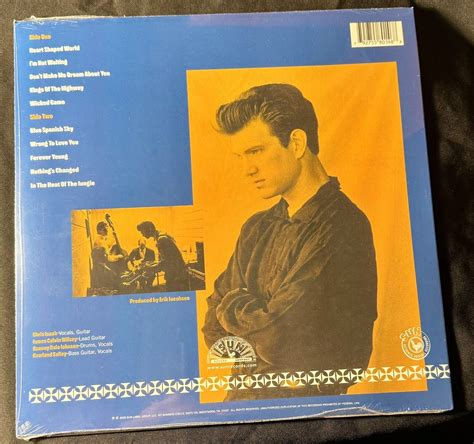 Side One
Heart Shaped World
I'm Not Waiting
Don't Make Me Dream About You
Kings Of The Highway
Wicked Game
Side Two
Blue Spanish Sky
Wrong To Love You
Forever Young
Nothing's Changed
In The Heat Of The Jungle
Produced by Erik Jacobsen
-Vocals, Guitar
James Calvin Wilsey-Lead Guitar
Kenney Dale Johnson-Drums, Vocals
Rowland Salley-Bass Guitar, Vocals
SUN
www.sunrecords.com